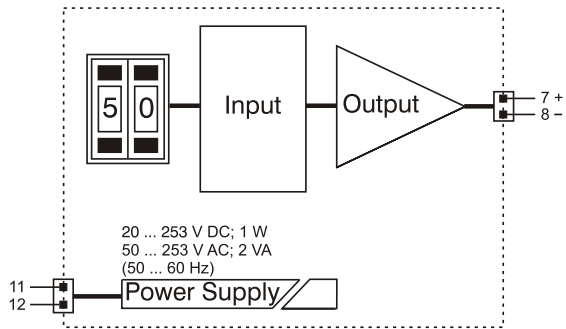 5 0
Input
Output
7 +
8 –
20 ... 253 V DC; 1 W
50 ... 253 V AC; 2 VA
(50 ... 60 Hz)
11
12
Power Supply